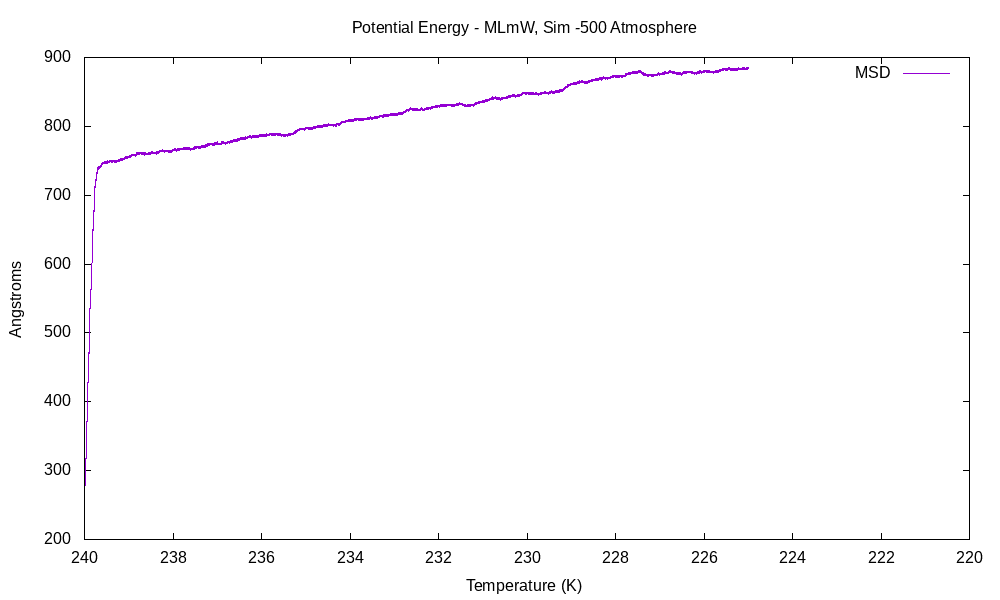 Potential Energy - MLmW, Sim -500 Atmosphere
MSD
900
800
700
600
500
400
300
200
Angstroms
240 238 236 234 232 230 228 226 224 222 220
Temperature (K)